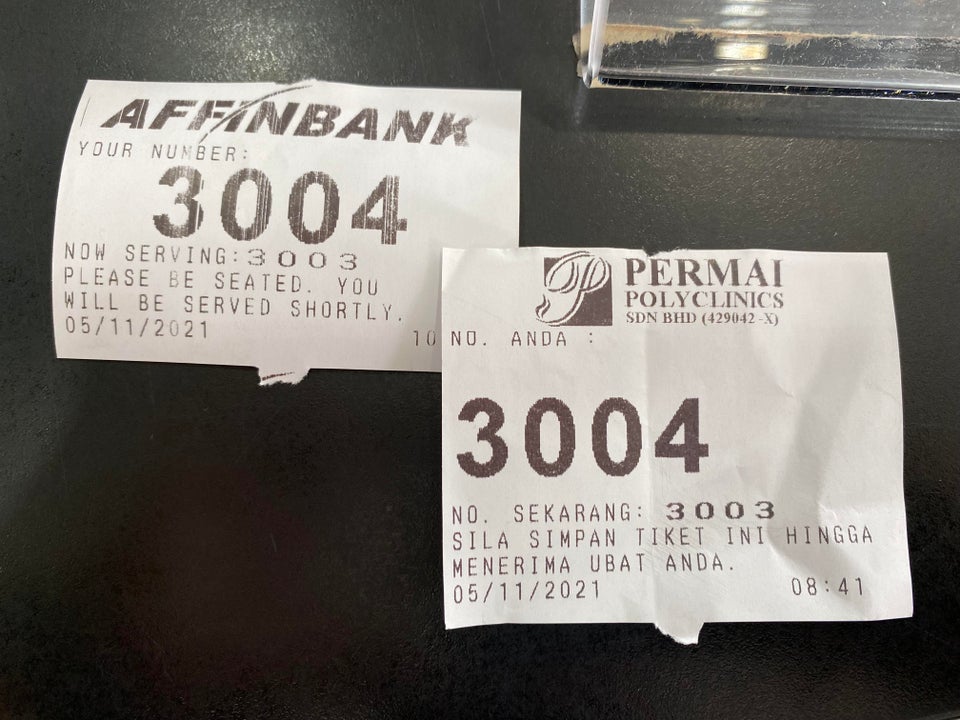 AFFINBANK
YOUR NUMBER:
3004
NOW SERVING:3003
PLEASE BE SEATED. YOU
WILL BE SERVED SHORTLY.
05/11/2021 10
PERMAI
POLYCLINICS
SDN BHD (429042-X)
NO. ANDA :
3004
NO. SEKARANG: 3003
SILA SIMPAN TIKET INI HINGGA
MENERIMA UBAT ANDA.
05/11/2021 08:41